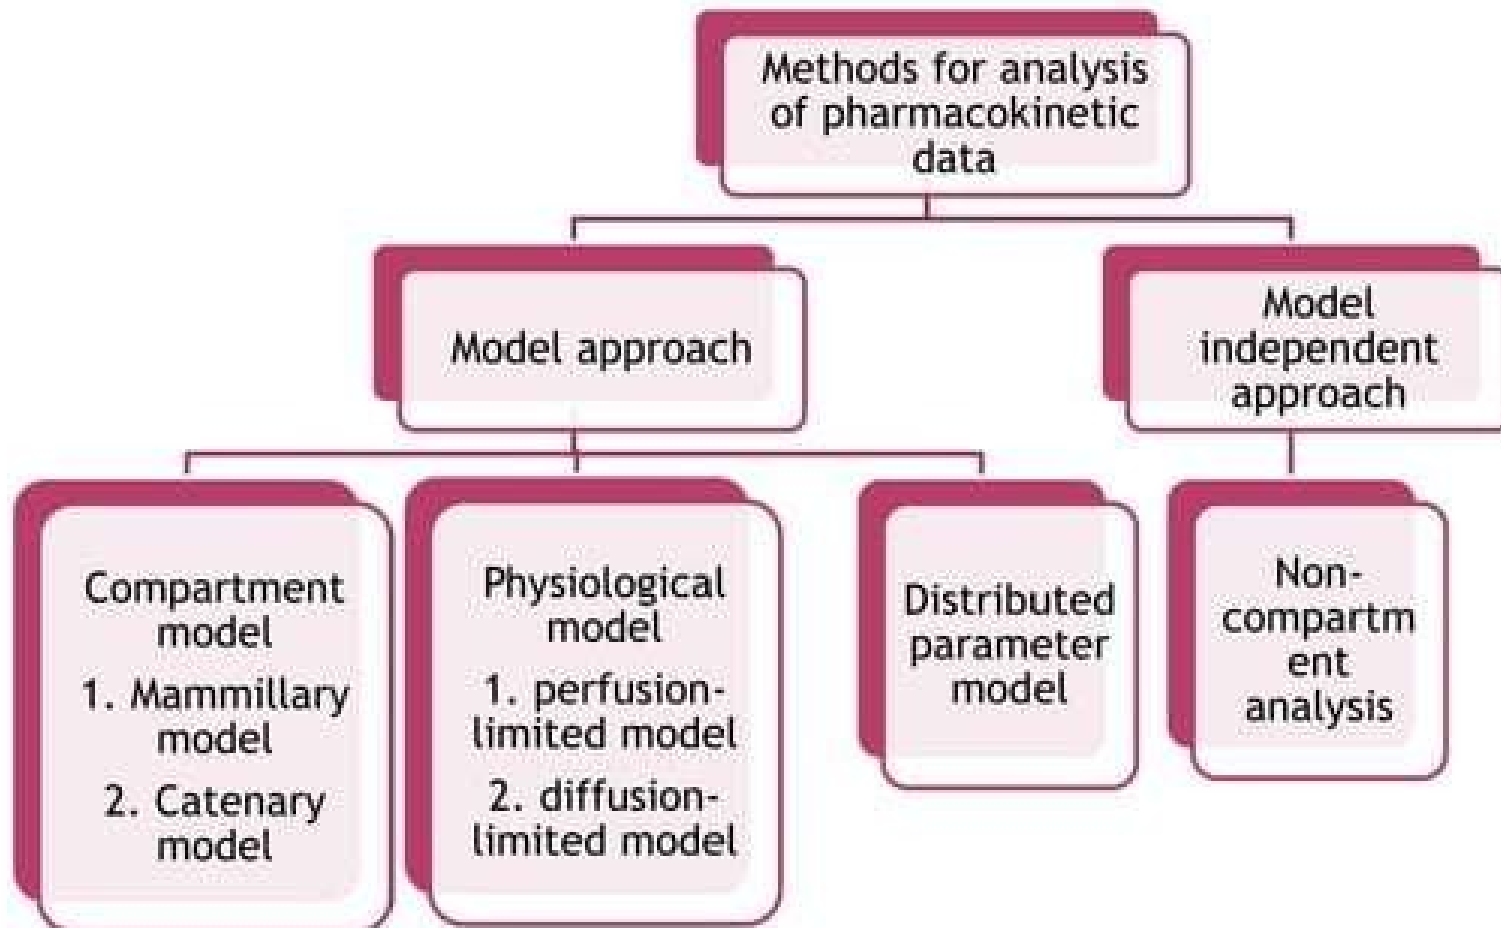 Methods for analysis
of pharmacokinetic
data
Model approach
Model
independent
approach
Compartment
model
1. Mammillary
model
2. Catenary
model
Physiological
model
1. perfusion-
limited model
2. diffusion-
limited model
Distributed
parameter
model
Non-
compartm
ent
analysis